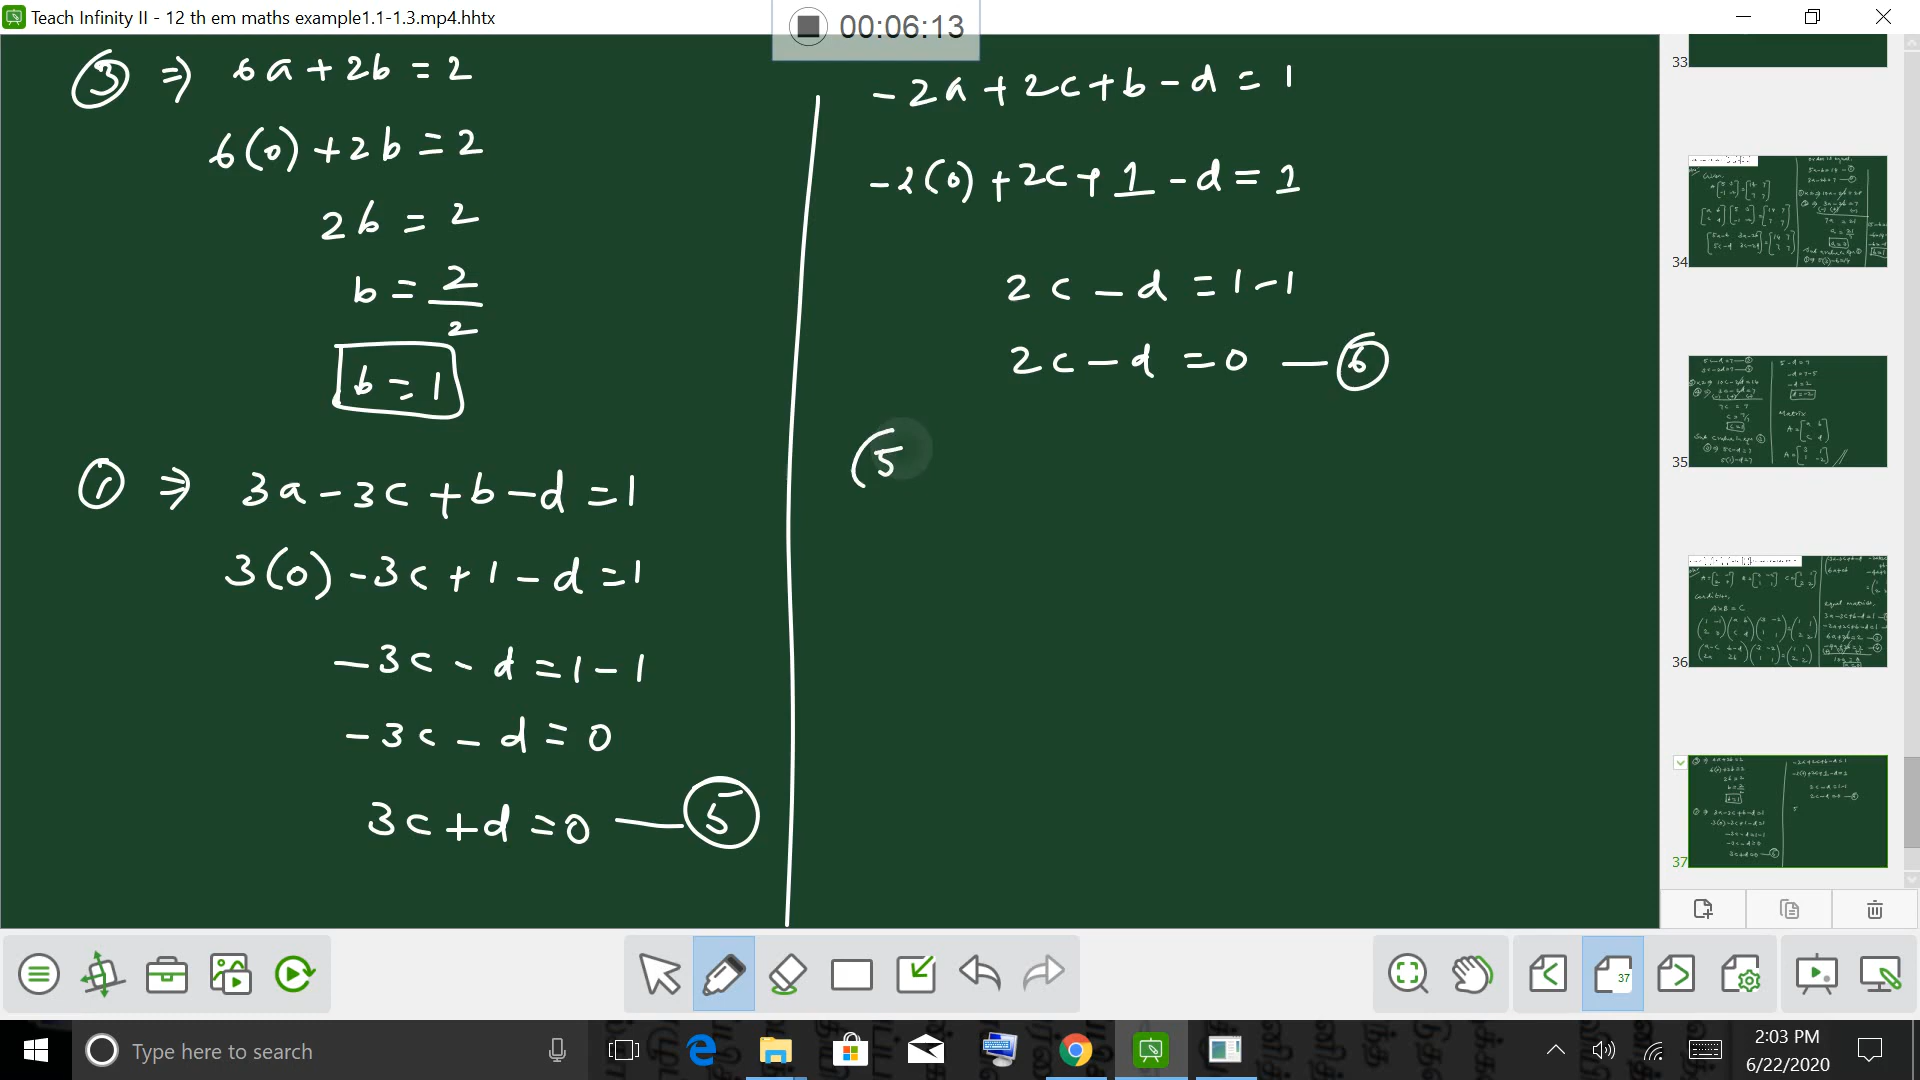 Teach Infinity II - 12 th em maths example1.1-1.3.mp4.hhtx
00:06:13
③ ⇒ 6a + 2b = 2
6(0) + 2b = 2
2b = 2
b = 2/2
b = 1
① ⇒ 3a - 3c + b - d = 1
3(0) - 3c + 1 - d = 1
-3c - d = 1 - 1
-3c - d = 0
3c + d = 0 — ⑤
-2a + 2c + b - d = 1
-2(0) + 2c + 1 - d = 1
2c - d = 1 - 1
2c - d = 0 — ⑥
(5
33
34
35
36
37
37
Type here to search
2:03 PM
6/22/2020